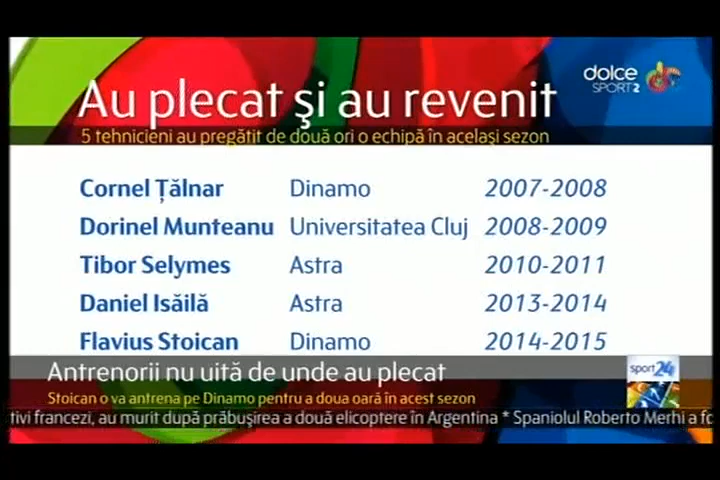 dolce
SPORT 2
Au plecat şi au revenit
5 tehnicieni au pregătit de două ori o echipă în acelaşi sezon
Cornel Ţălnar Dinamo 2007-2008
Dorinel Munteanu Universitatea Cluj 2008-2009
Tibor Selymes Astra 2010-2011
Daniel Isăilă Astra 2013-2014
Flavius Stoican Dinamo 2014-2015
Antrenorii nu uită de unde au plecat
sport24
Stoican o va antrena pe Dinamo pentru a doua oară în acest sezon
tivi francezi, au murit după prăbuşirea a două elicoptere în Argentina * Spaniolul Roberto Merhi a fo